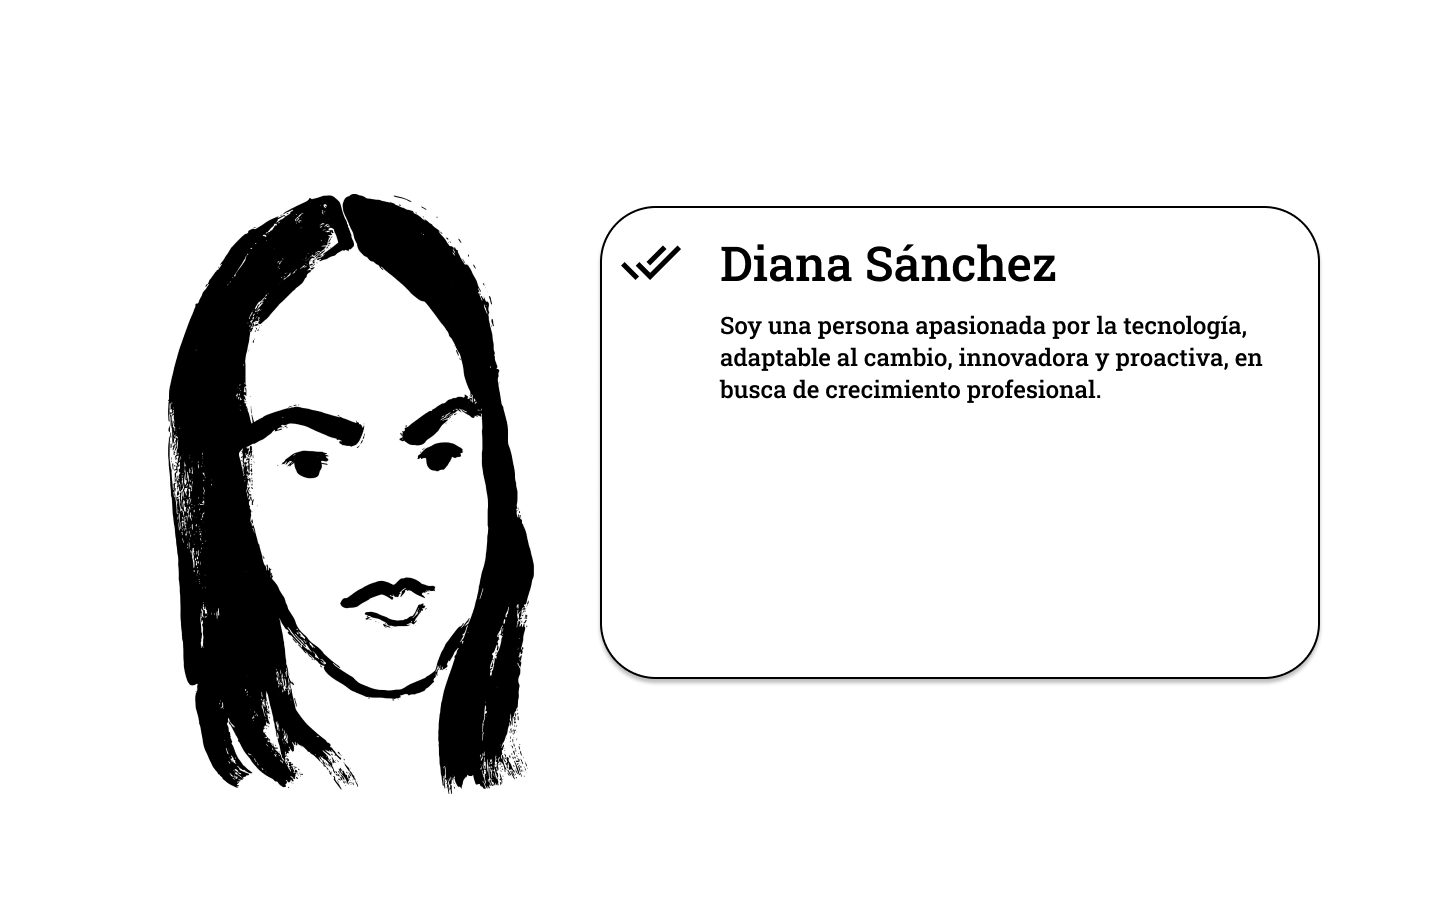 Diana Sánchez
Soy una persona apasionada por la tecnología,
adaptable al cambio, innovadora y proactiva, en
busca de crecimiento profesional.